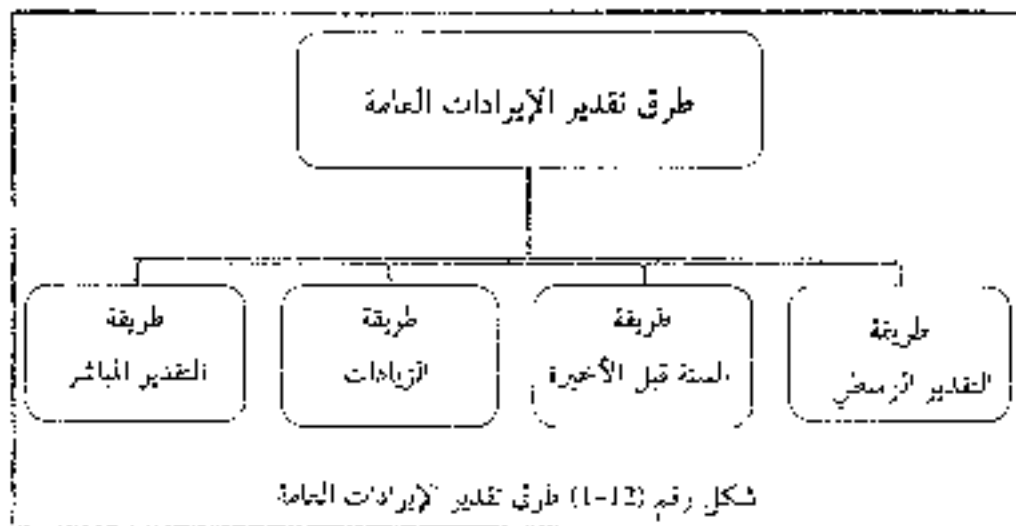 طرق تقدير الإيرادات العامة
طريقة
التقدير الوسطي
طريقة
السنة قبل الأخيرة
طريقة
الزيادات
طريقة
التقدير المباشر
شكل رقم (12-1) طرق تقدير الإيرادات العامة